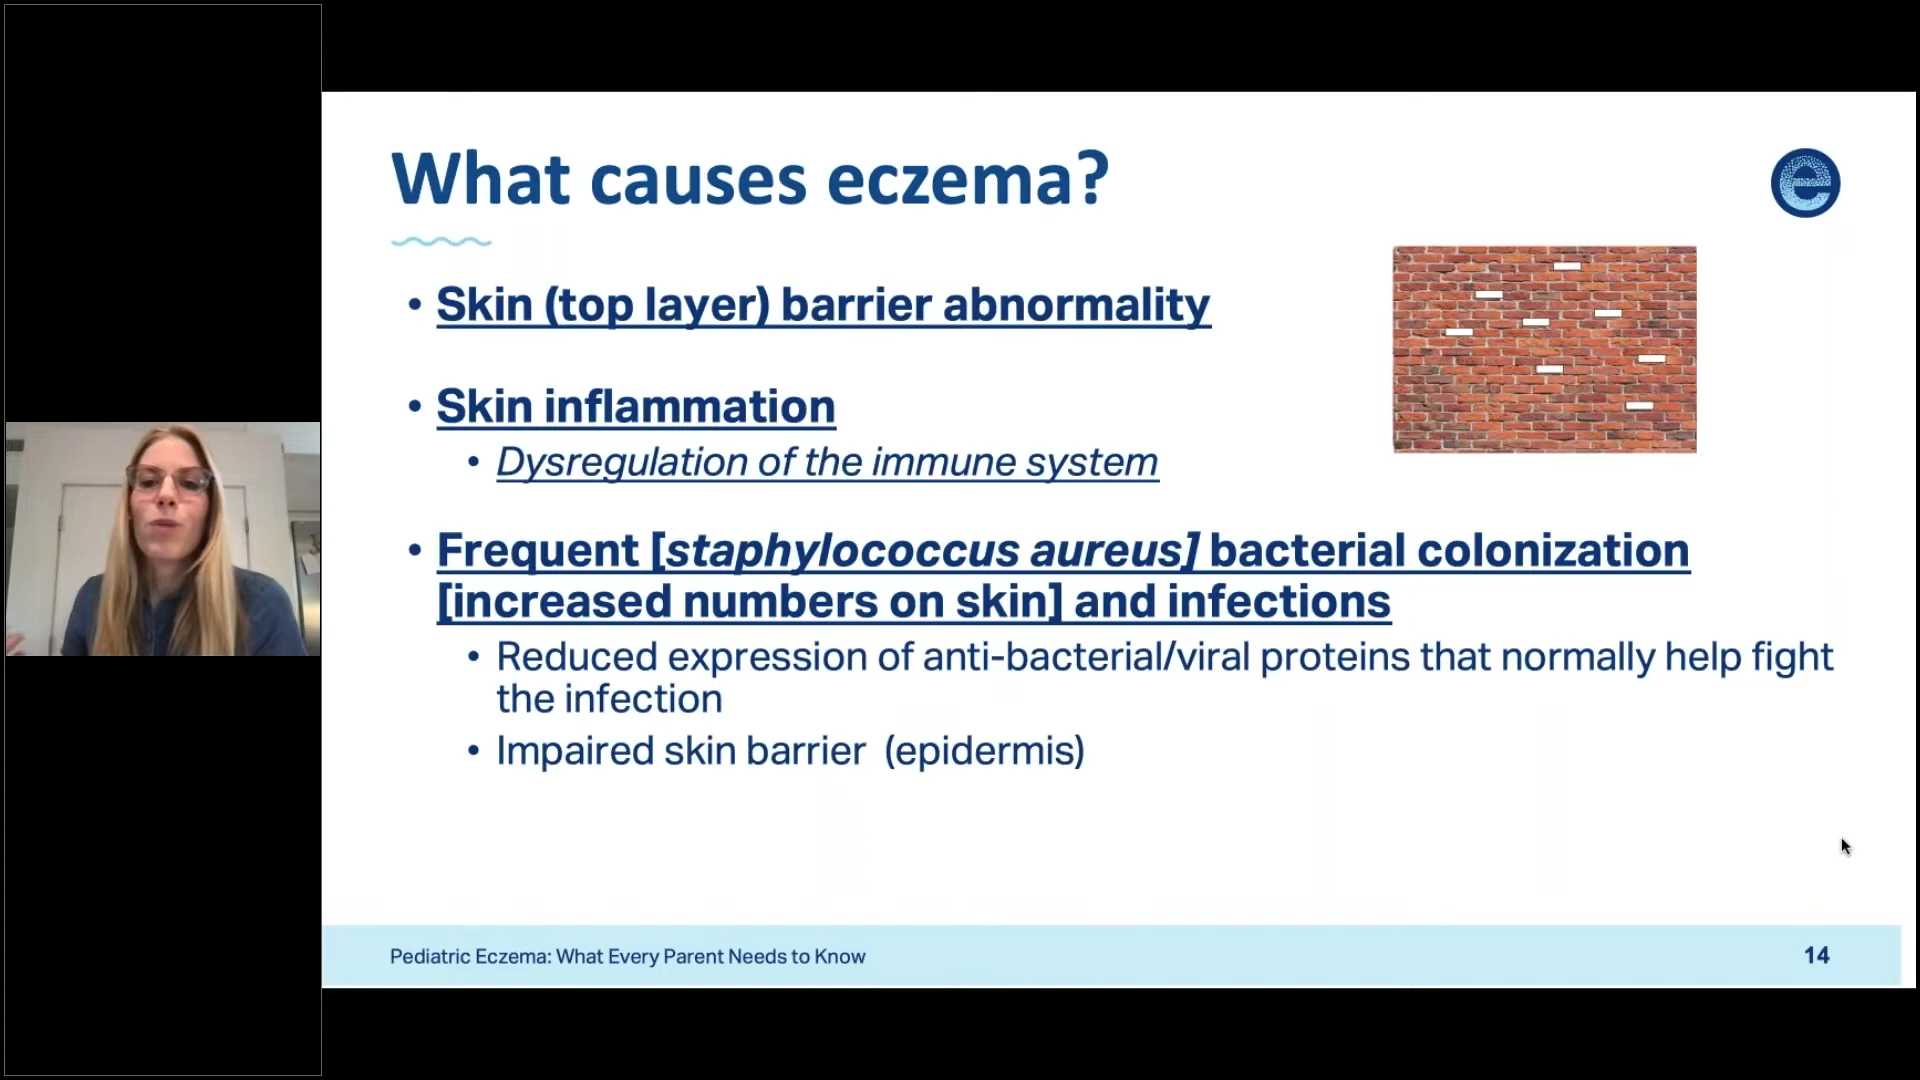 What causes eczema?
• Skin (top layer) barrier abnormality
• Skin inflammation
• Dysregulation of the immune system
• Frequent [staphylococcus aureus] bacterial colonization
[increased numbers on skin] and infections
• Reduced expression of anti-bacterial/viral proteins that normally help fight
the infection
• Impaired skin barrier  (epidermis)
Pediatric Eczema: What Every Parent Needs to Know
14